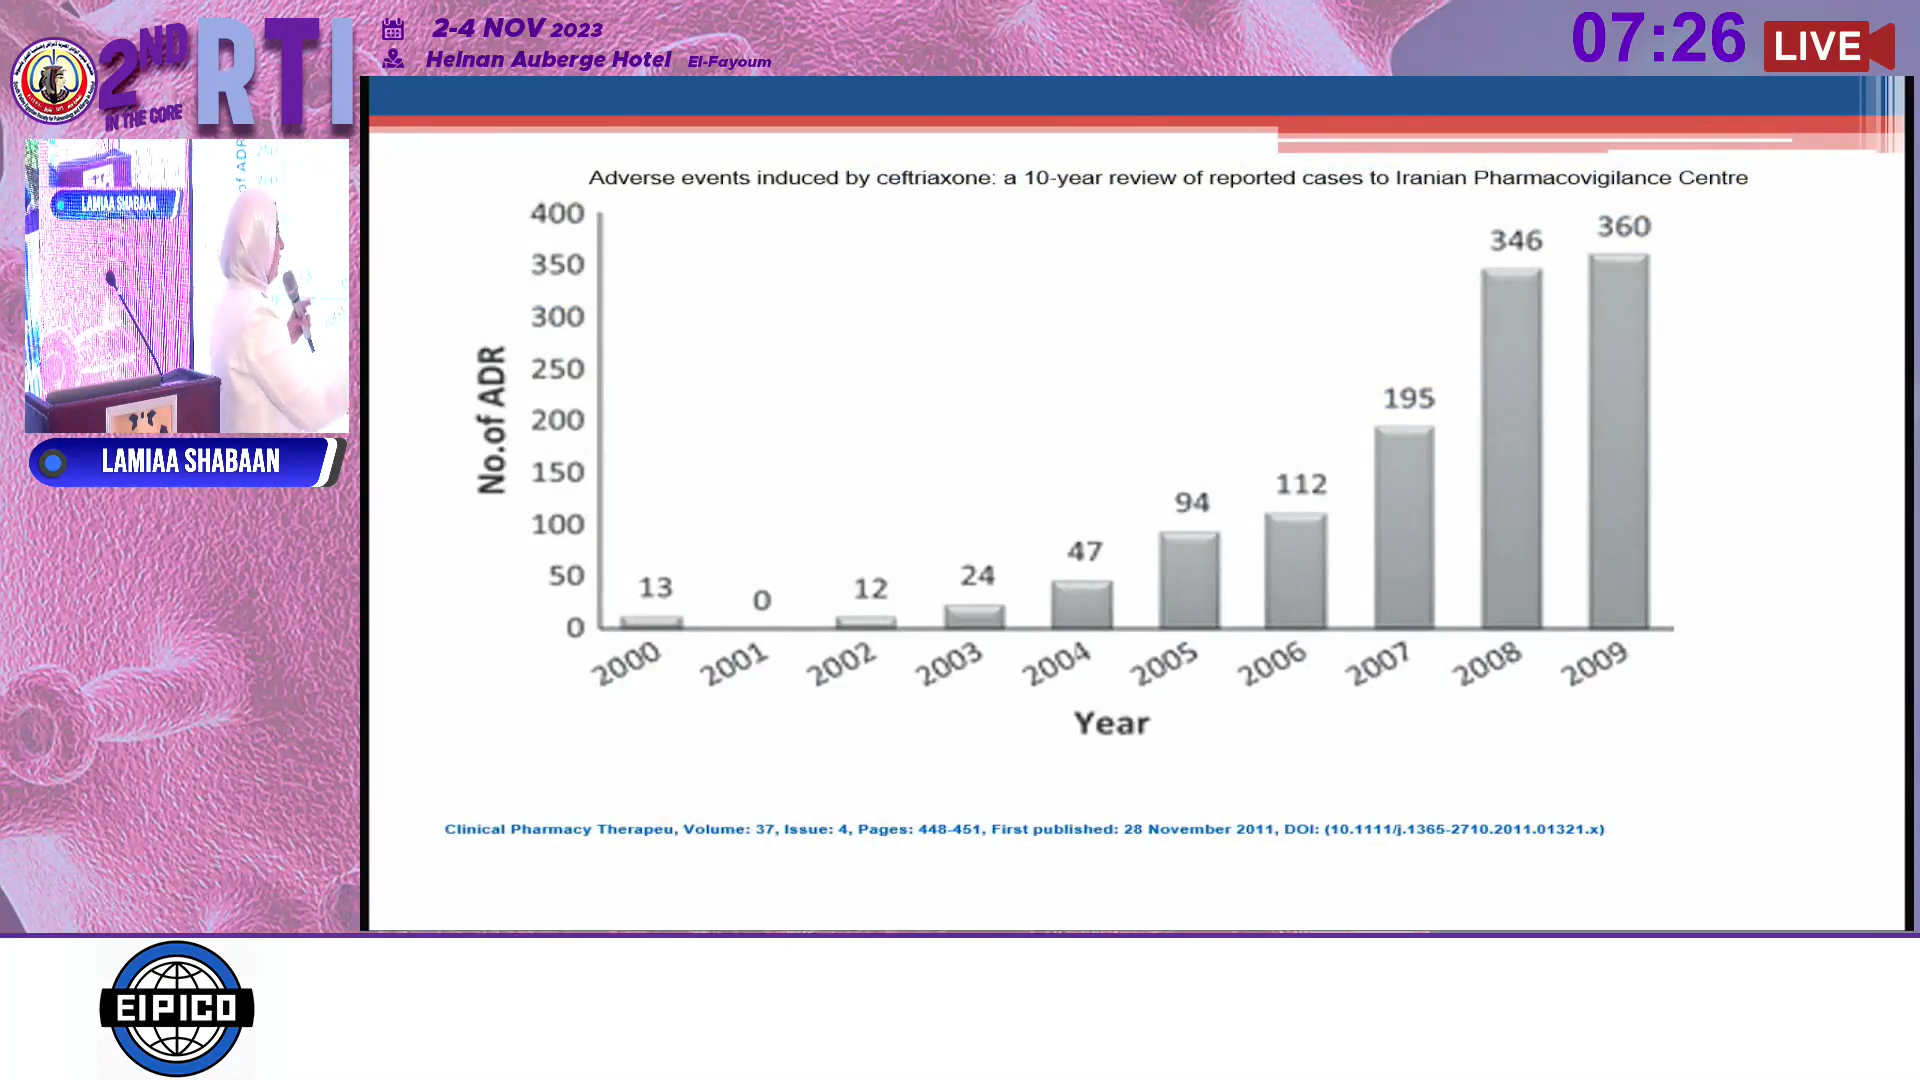 2ND
IN THE CORE
RTI
2-4 NOV 2023
Helnan Auberge Hotel El-Fayoum
07:26
LIVE
of ADR
LAMIAA SHABAAN
LAMIAA SHABAAN
Adverse events induced by ceftriaxone: a 10-year review of reported cases to Iranian Pharmacovigilance Centre
No.of ADR
400
350
300
250
200
150
100
50
0
13
0
12
24
47
94
112
195
346
360
2000
2001
2002
2003
2004
2005
2006
2007
2008
2009
Year
Clinical Pharmacy Therapeu, Volume: 37, Issue: 4, Pages: 448-451, First published: 28 November 2011, DOI: (10.1111/j.1365-2710.2011.01321.x)
EIPICO